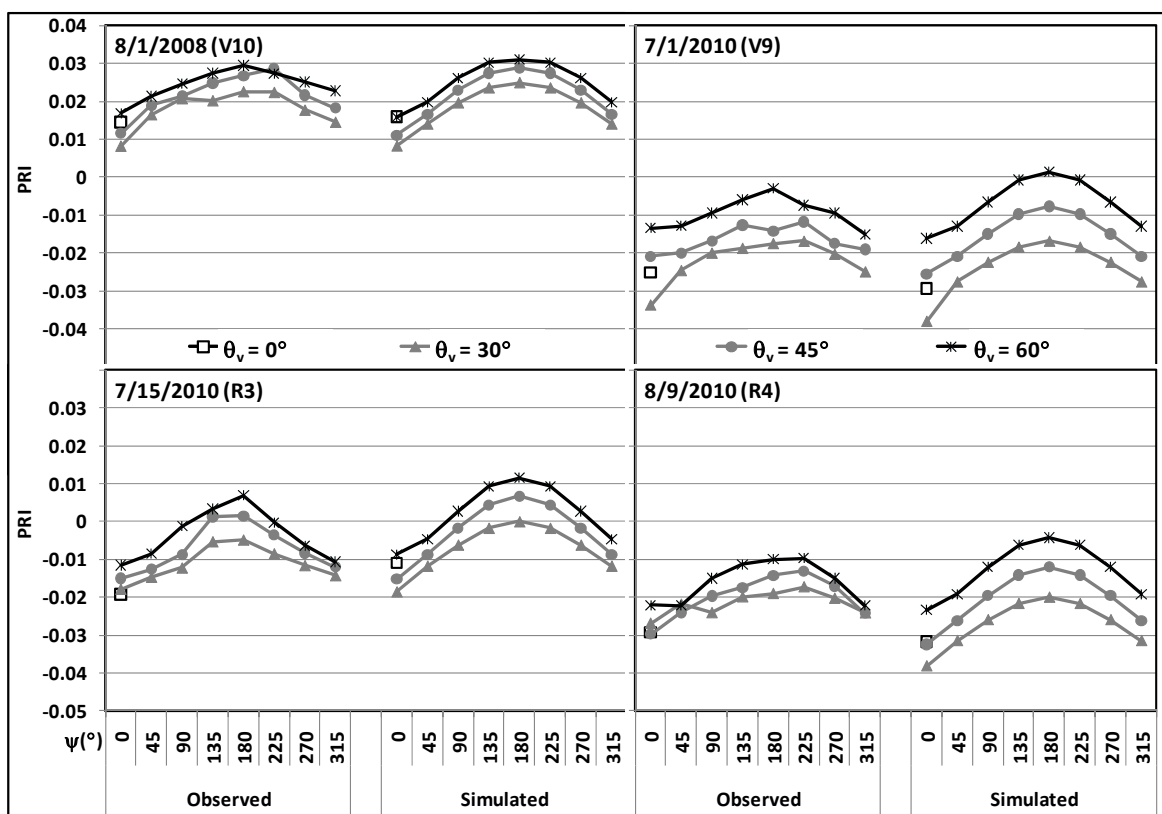 0.04
0.03
0.02
0.01
0
-0.01
-0.02
-0.03
-0.04
PRI
8/1/2008 (V10)
7/1/2010 (V9)
θv = 0°
θv = 30°
θv = 45°
θv = 60°
0.03
0.02
0.01
0
-0.01
-0.02
-0.03
-0.04
-0.05
PRI
7/15/2010 (R3)
8/9/2010 (R4)
ψ(°)
0 45 90 135 180 225 270 315
0 45 90 135 180 225 270 315
0 45 90 135 180 225 270 315
0 45 90 135 180 225 270 315
Observed
Simulated
Observed
Simulated